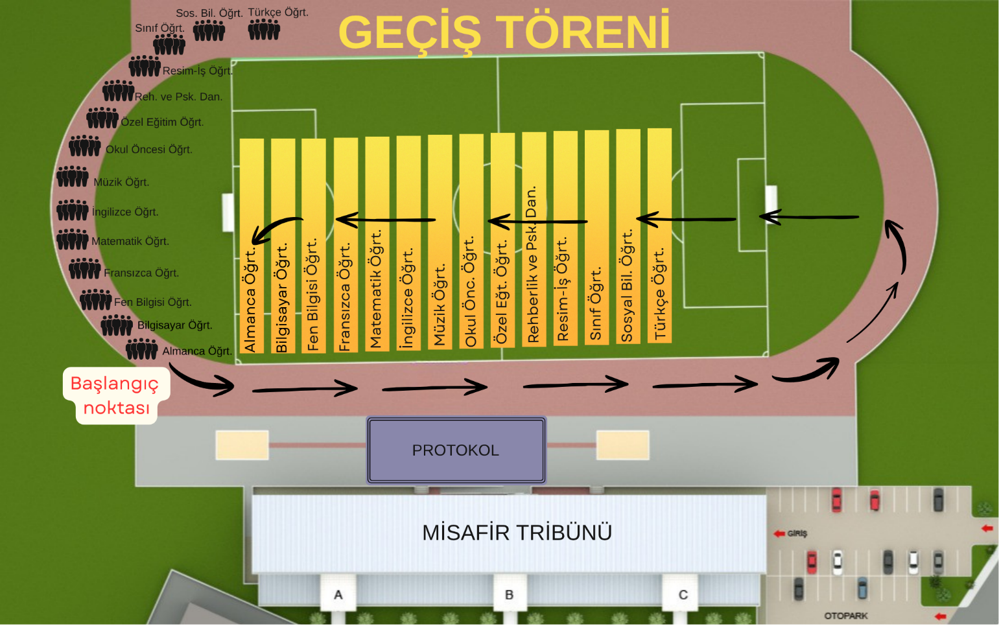 GEÇİŞ TÖRENİ
Sos. Bil. Öğrt.
Türkçe Öğrt.
Sınıf Öğrt.
Resim-İş Öğrt.
Reh. ve Psk. Dan.
Özel Eğitim Öğrt.
Okul Öncesi Öğrt.
Müzik Öğrt.
İngilizce Öğrt.
Matematik Öğrt.
Fransızca Öğrt.
Fen Bilgisi Öğrt.
Bilgisayar Öğrt.
Almanca Öğrt.
Başlangıç
noktası
Almanca Öğrt.
Bilgisayar Öğrt.
Fen Bilgisi Öğrt.
Fransızca Öğrt.
Matematik Öğrt.
İngilizce Öğrt.
Müzik Öğrt.
Okul Önc. Öğrt.
Özel Eğt. Öğrt.
Rehberlik ve Psk. Dan.
Resim-İş Öğrt.
Sınıf Öğrt.
Sosyal Bil. Öğrt.
Türkçe Öğrt.
PROTOKOL
MİSAFİR TRİBÜNÜ
GİRİŞ
A
B
C
OTOPARK